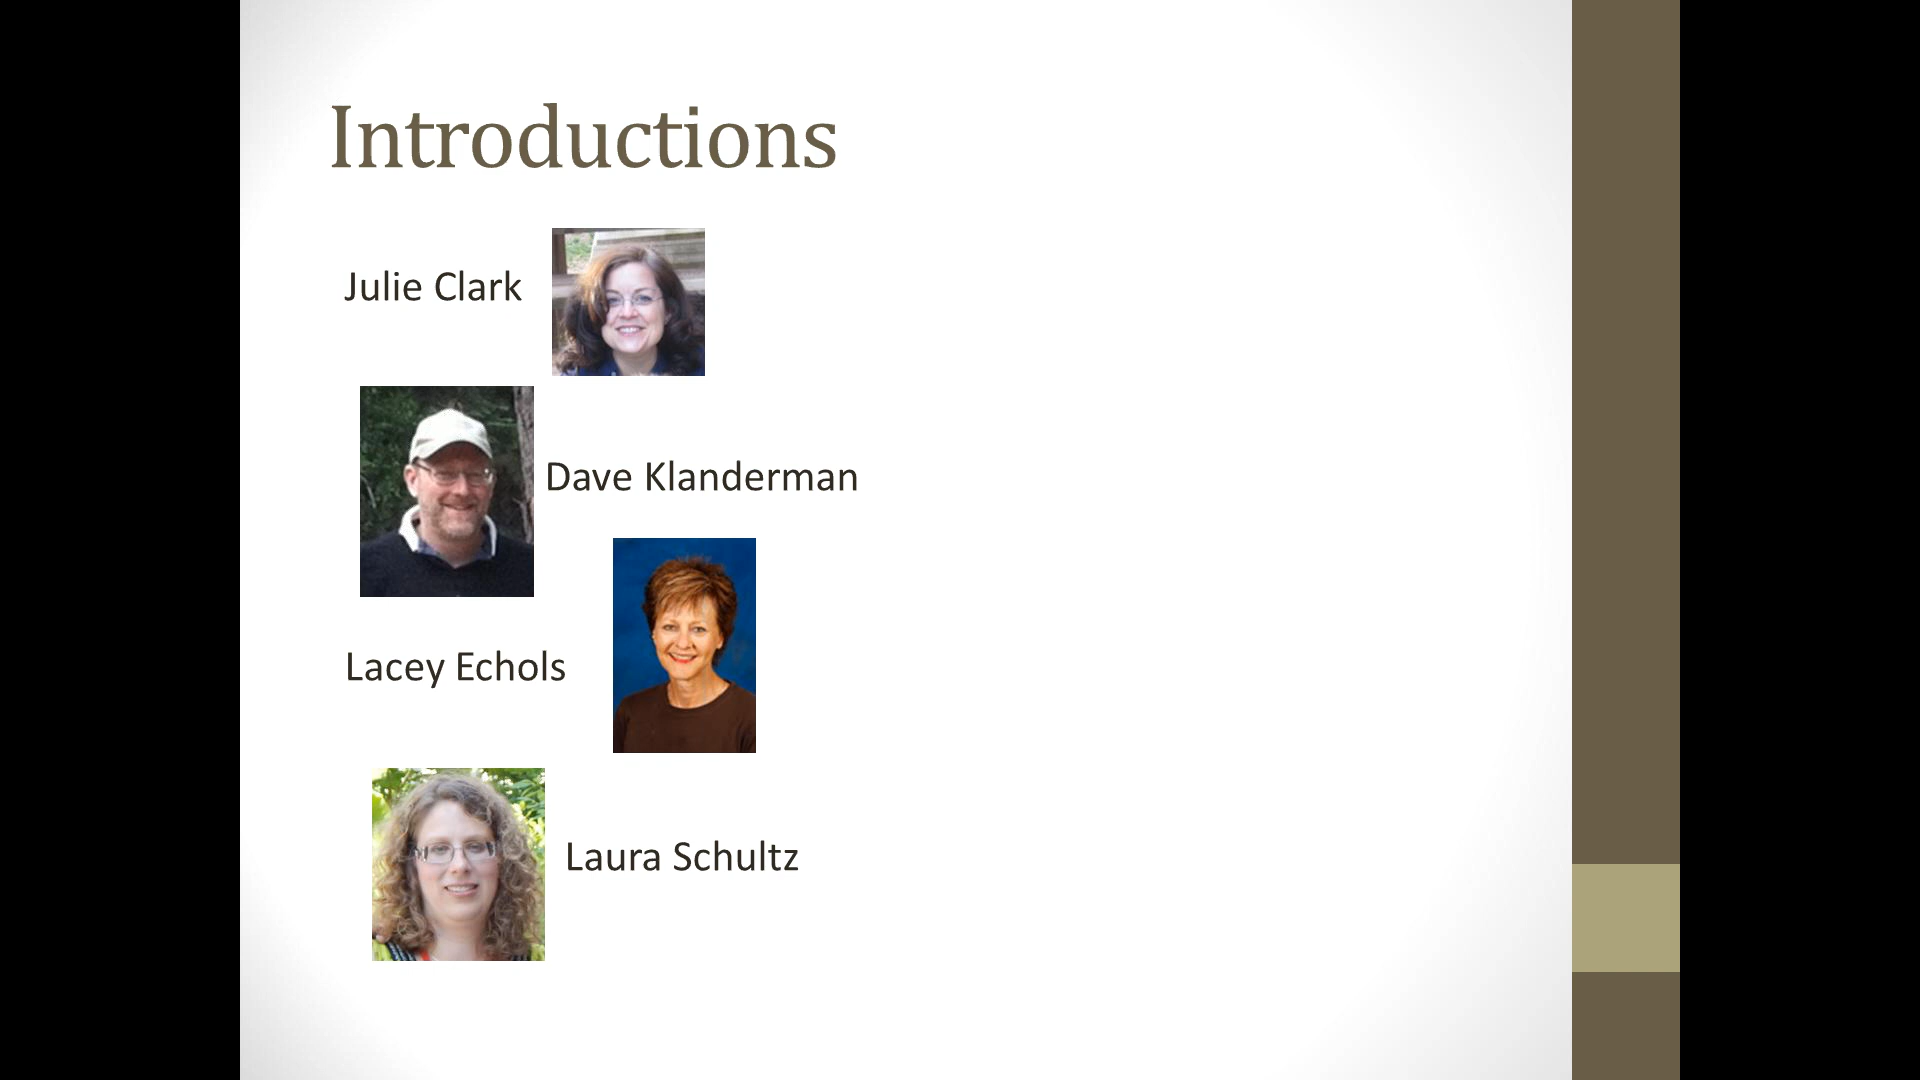 Introductions
Julie Clark
Dave Klanderman
Lacey Echols
Laura Schultz